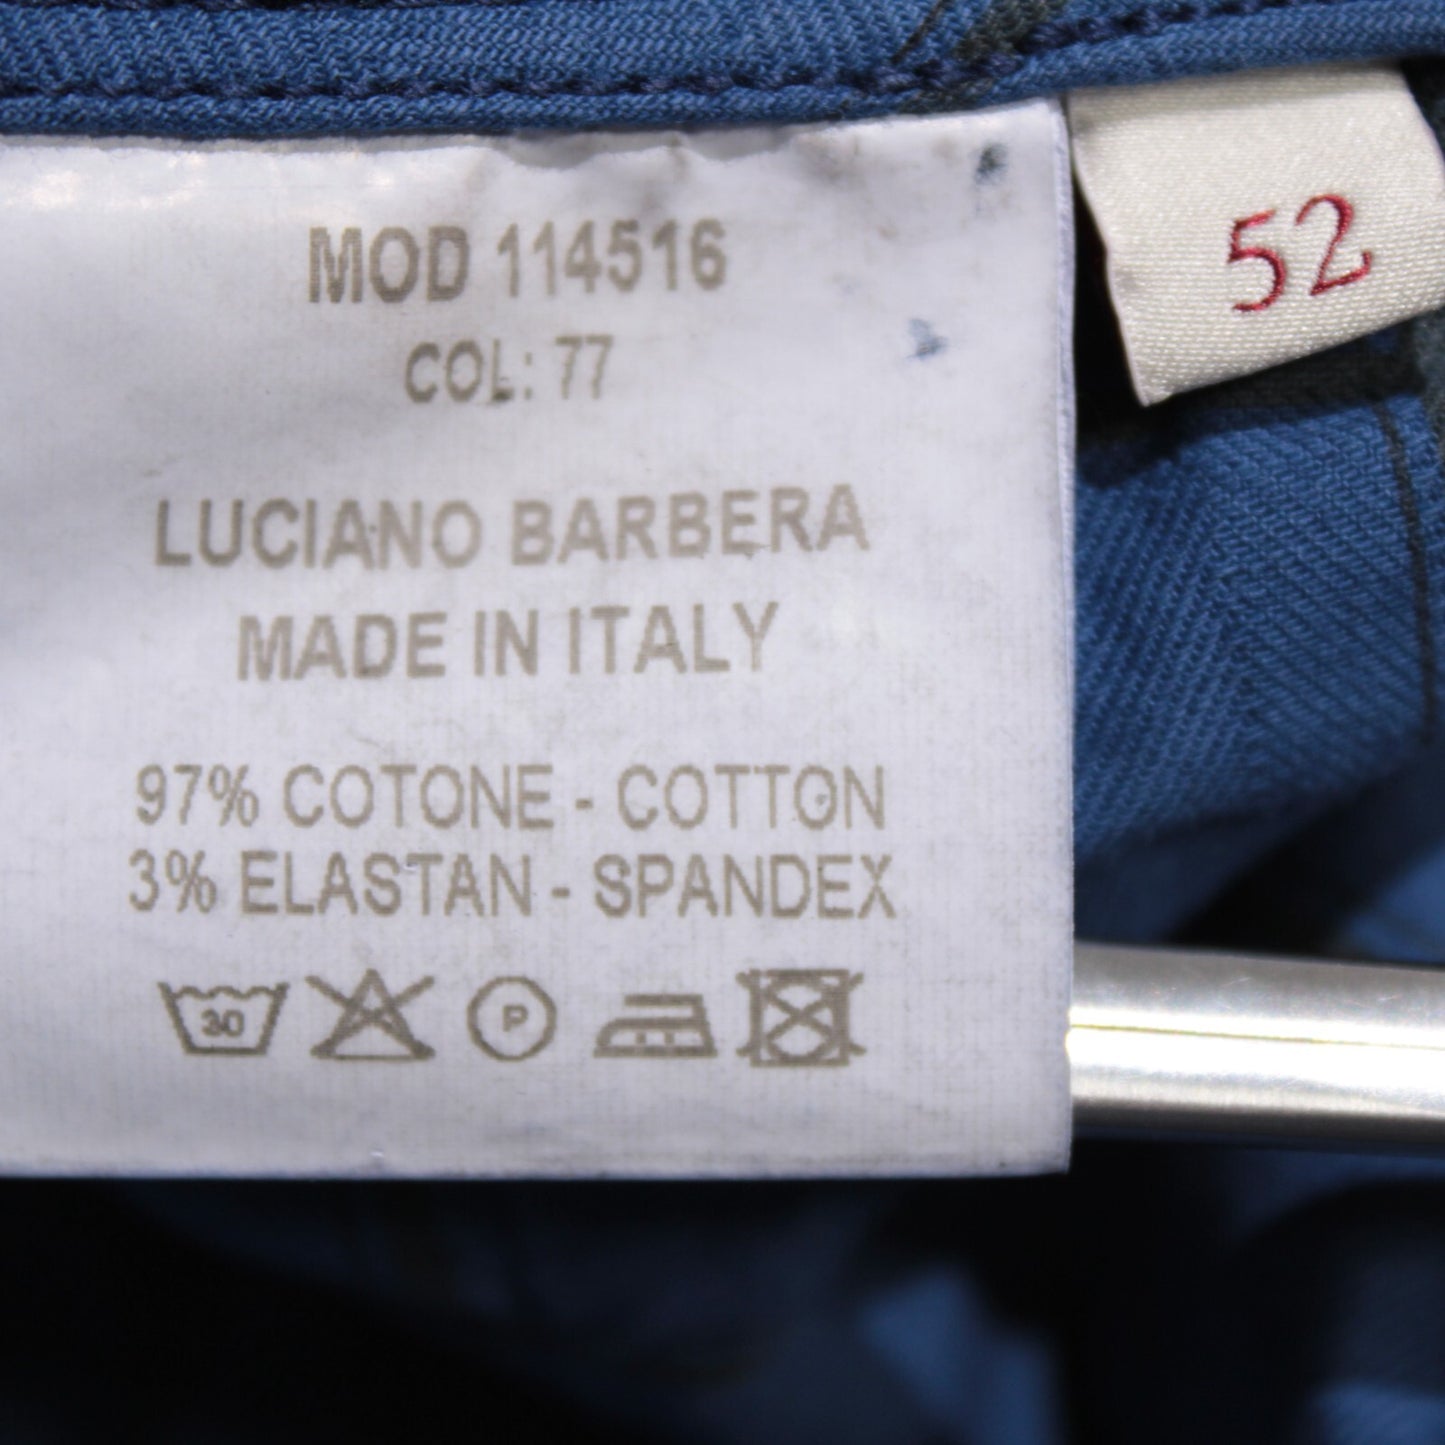 MOD 114516
COL: 77
LUCIANO BARBERA
MADE IN ITALY
97% COTONE - COTTON
3% ELASTAN - SPANDEX
30
P
52